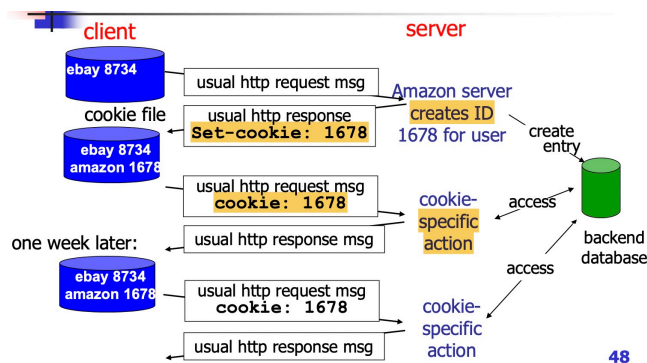 client
server
ebay 8734
usual http request msg
Amazon server
creates ID
1678 for user
cookie file
usual http response
Set-cookie: 1678
create
entry
ebay 8734
amazon 1678
usual http request msg
cookie: 1678
cookie-
specific
action
access
backend
database
usual http response msg
one week later:
access
ebay 8734
amazon 1678
usual http request msg
cookie: 1678
cookie-
specific
action
usual http response msg
48